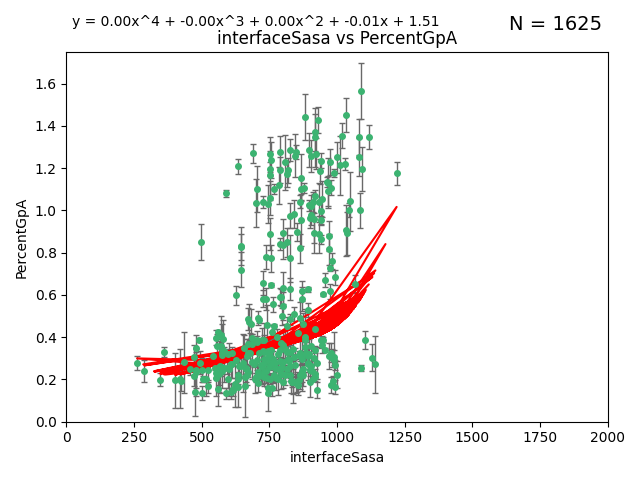 y = 0.00x^4 + -0.00x^3 + 0.00x^2 + -0.01x + 1.51
N = 1625
interfaceSasa vs PercentGpA
1.6
1.4
1.2
1.0
0.8
0.6
0.4
0.2
0.0
PercentGpA
0 250 500 750 1000 1250 1500 1750 2000
interfaceSasa